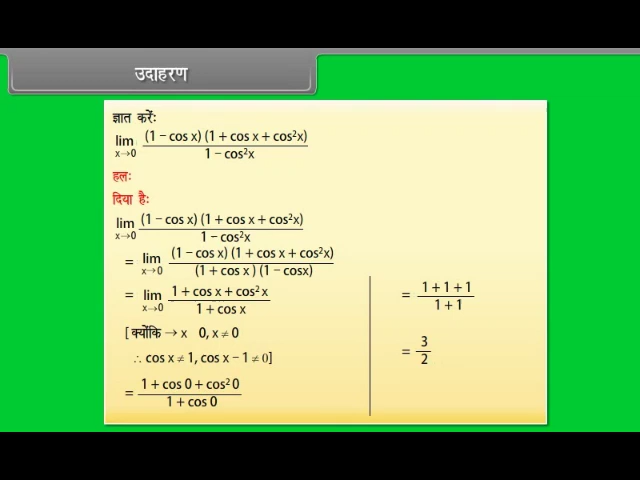 उदाहरण
ज्ञात करें:
lim x→0 (1 − cos x) (1 + cos x + cos²x) / 1 − cos²x
हल:
दिया है:
lim x→0 (1 − cos x) (1 + cos x + cos²x) / 1 − cos²x
= lim x→0 (1 − cos x) (1 + cos x + cos²x) / (1 + cos x ) (1 − cosx)
= lim x→0 1 + cos x + cos² x / 1 + cos x
[ क्योंकि → x 0, x ≠ 0
∴ cos x ≠ 1, cos x − 1 ≠ 0]
= 1 + cos 0 + cos² 0 / 1 + cos 0
= 1 + 1 + 1 / 1 + 1
= 3 / 2